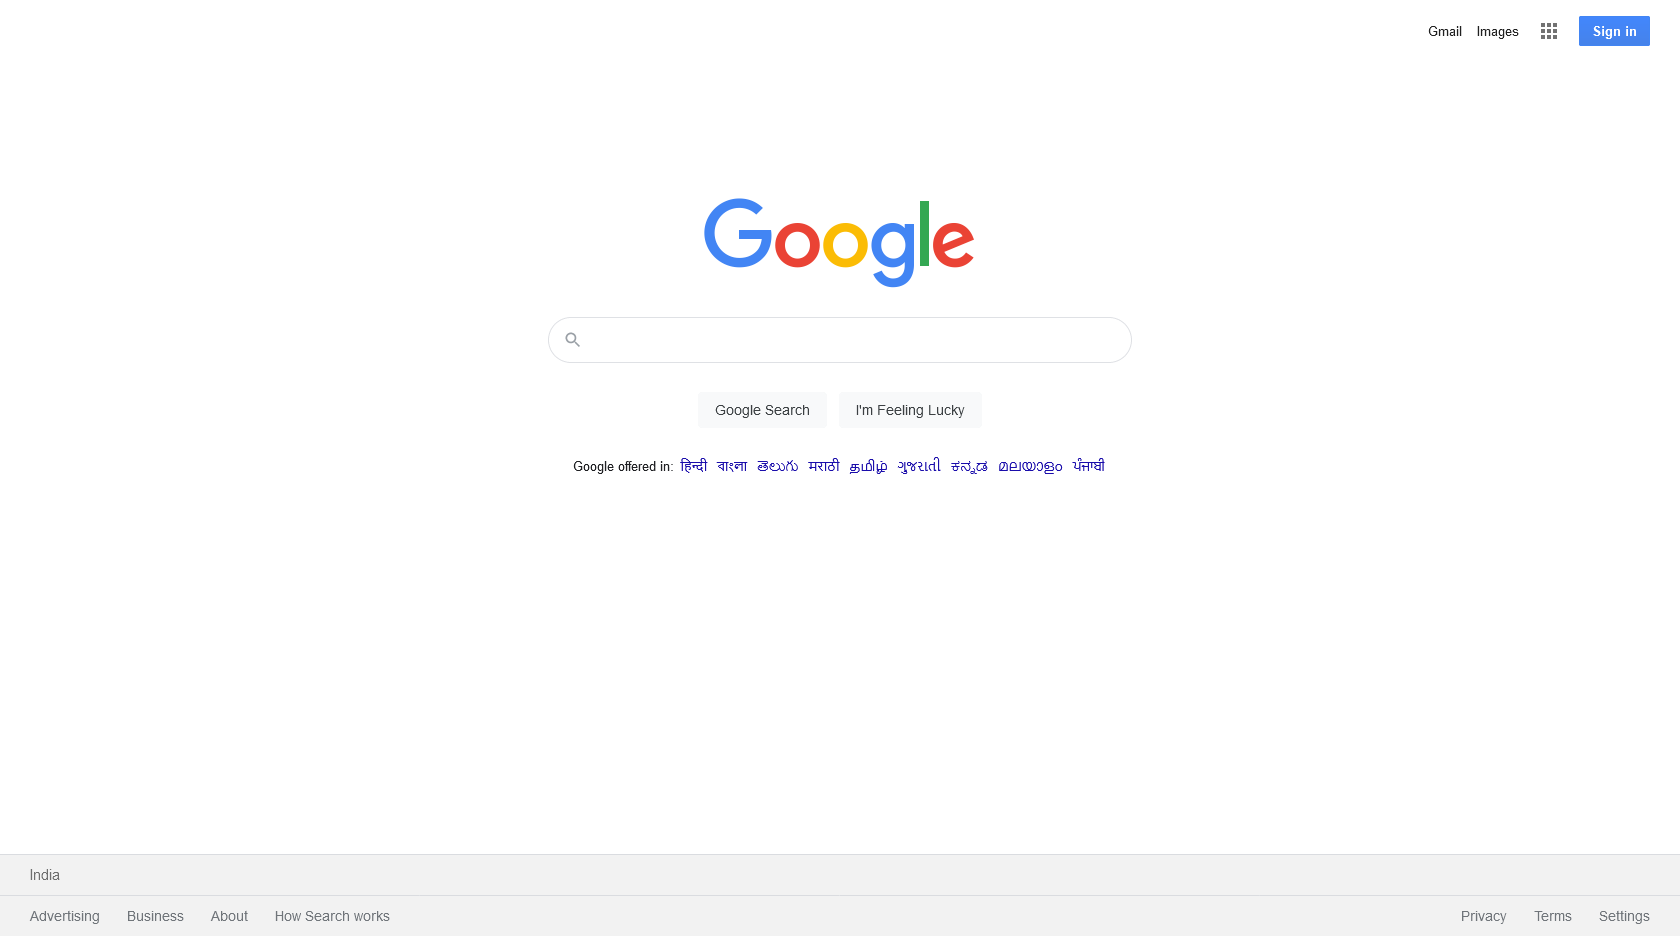 Gmail Images Sign in
Google
Google Search I'm Feeling Lucky
Google offered in: हिन्दी বাংলা తెలుగు मराठी தமிழ் ગુજરાતી ಕನ್ನಡ മലയാളം ਪੰਜਾਬੀ
India
Advertising Business About How Search works Privacy Terms Settings